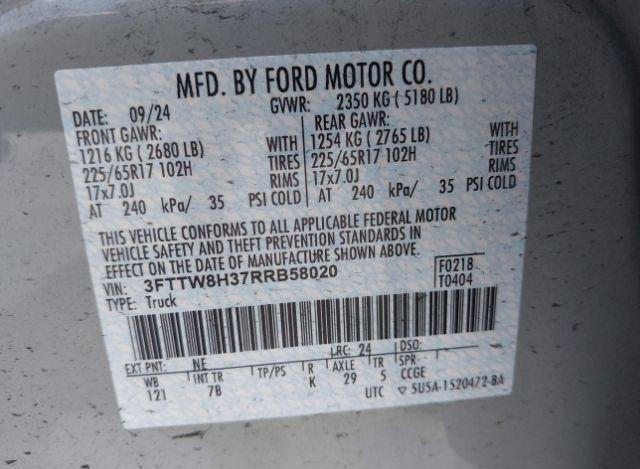 MFD. BY FORD MOTOR CO.
DATE: 09/24 GVWR: 2350 KG ( 5180 LB)
FRONT GAWR: REAR GAWR:
1216 KG ( 2680 LB) WITH 1254 KG ( 2765 LB) WITH
225/65R17 102H TIRES 225/65R17 102H TIRES
17x7.0J RIMS 17x7.0J RIMS
AT 240 kPa/ 35 PSI COLD AT 240 kPa/ 35 PSI COLD
THIS VEHICLE CONFORMS TO ALL APPLICABLE FEDERAL MOTOR
VEHICLE SAFETY AND THEFT PREVENTION STANDARDS IN
EFFECT ON THE DATE OF MANUFACTURE SHOWN ABOVE.
VIN: 3FTTW8H37RRB58020 F0218
TYPE: Truck T0404
EXT PNT: NE LRC: 24 DSO:
WB INT TR TP/PS R AXLE TR SPR
121 7B K 29 5 CCGE
UTC ▽ 5U5A-1520472-BA